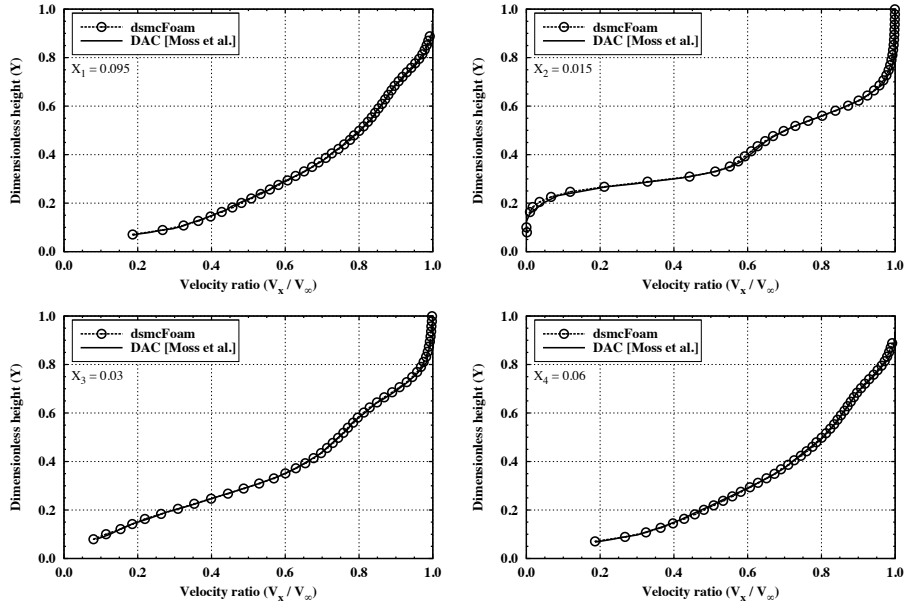 dsmcFoam
DAC [Moss et al.]
X1 = 0.095
Dimensionless height (Y)
1.0
0.8
0.6
0.4
0.2
0.0
0.0 0.2 0.4 0.6 0.8 1.0
Velocity ratio (Vx / V∞)
dsmcFoam
DAC [Moss et al.]
X2 = 0.015
Dimensionless height (Y)
1.0
0.8
0.6
0.4
0.2
0.0
0.0 0.2 0.4 0.6 0.8 1.0
Velocity ratio (Vx / V∞)
dsmcFoam
DAC [Moss et al.]
X3 = 0.03
Dimensionless height (Y)
1.0
0.8
0.6
0.4
0.2
0.0
0.0 0.2 0.4 0.6 0.8 1.0
Velocity ratio (Vx / V∞)
dsmcFoam
DAC [Moss et al.]
X4 = 0.06
Dimensionless height (Y)
1.0
0.8
0.6
0.4
0.2
0.0
0.0 0.2 0.4 0.6 0.8 1.0
Velocity ratio (Vx / V∞)